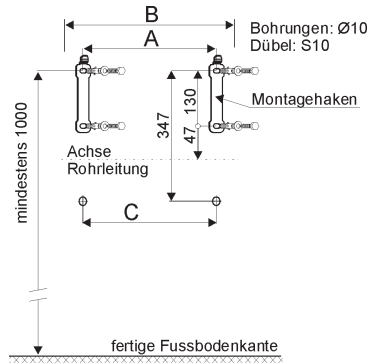 B
A
Bohrungen: Ø10
Dübel: S10
130
Montagehaken
347
47
mindestens 1000
Achse
Rohrleitung
C
fertige Fussbodenkante